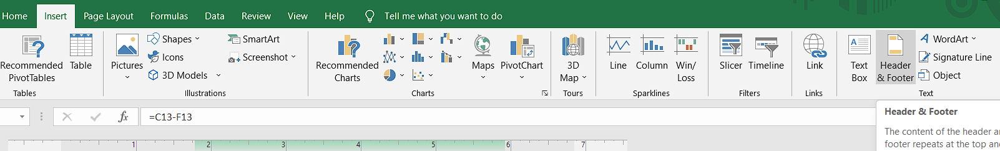 Home Insert Page Layout Formulas Data Review View Help Tell me what you want to do
Recommended PivotTables
Table
Tables
Pictures
Shapes
Icons
3D Models
SmartArt
Screenshot
Illustrations
Recommended Charts
Maps
PivotChart
Charts
3D Map
Tours
Line
Column
Win/Loss
Sparklines
Slicer
Timeline
Filters
Link
Links
Text Box
Header & Footer
WordArt
Signature Line
Object
Text
fx =C13-F13
Header & Footer
The content of the header
footer repeats at the top
1 2 3 4 5 6 7